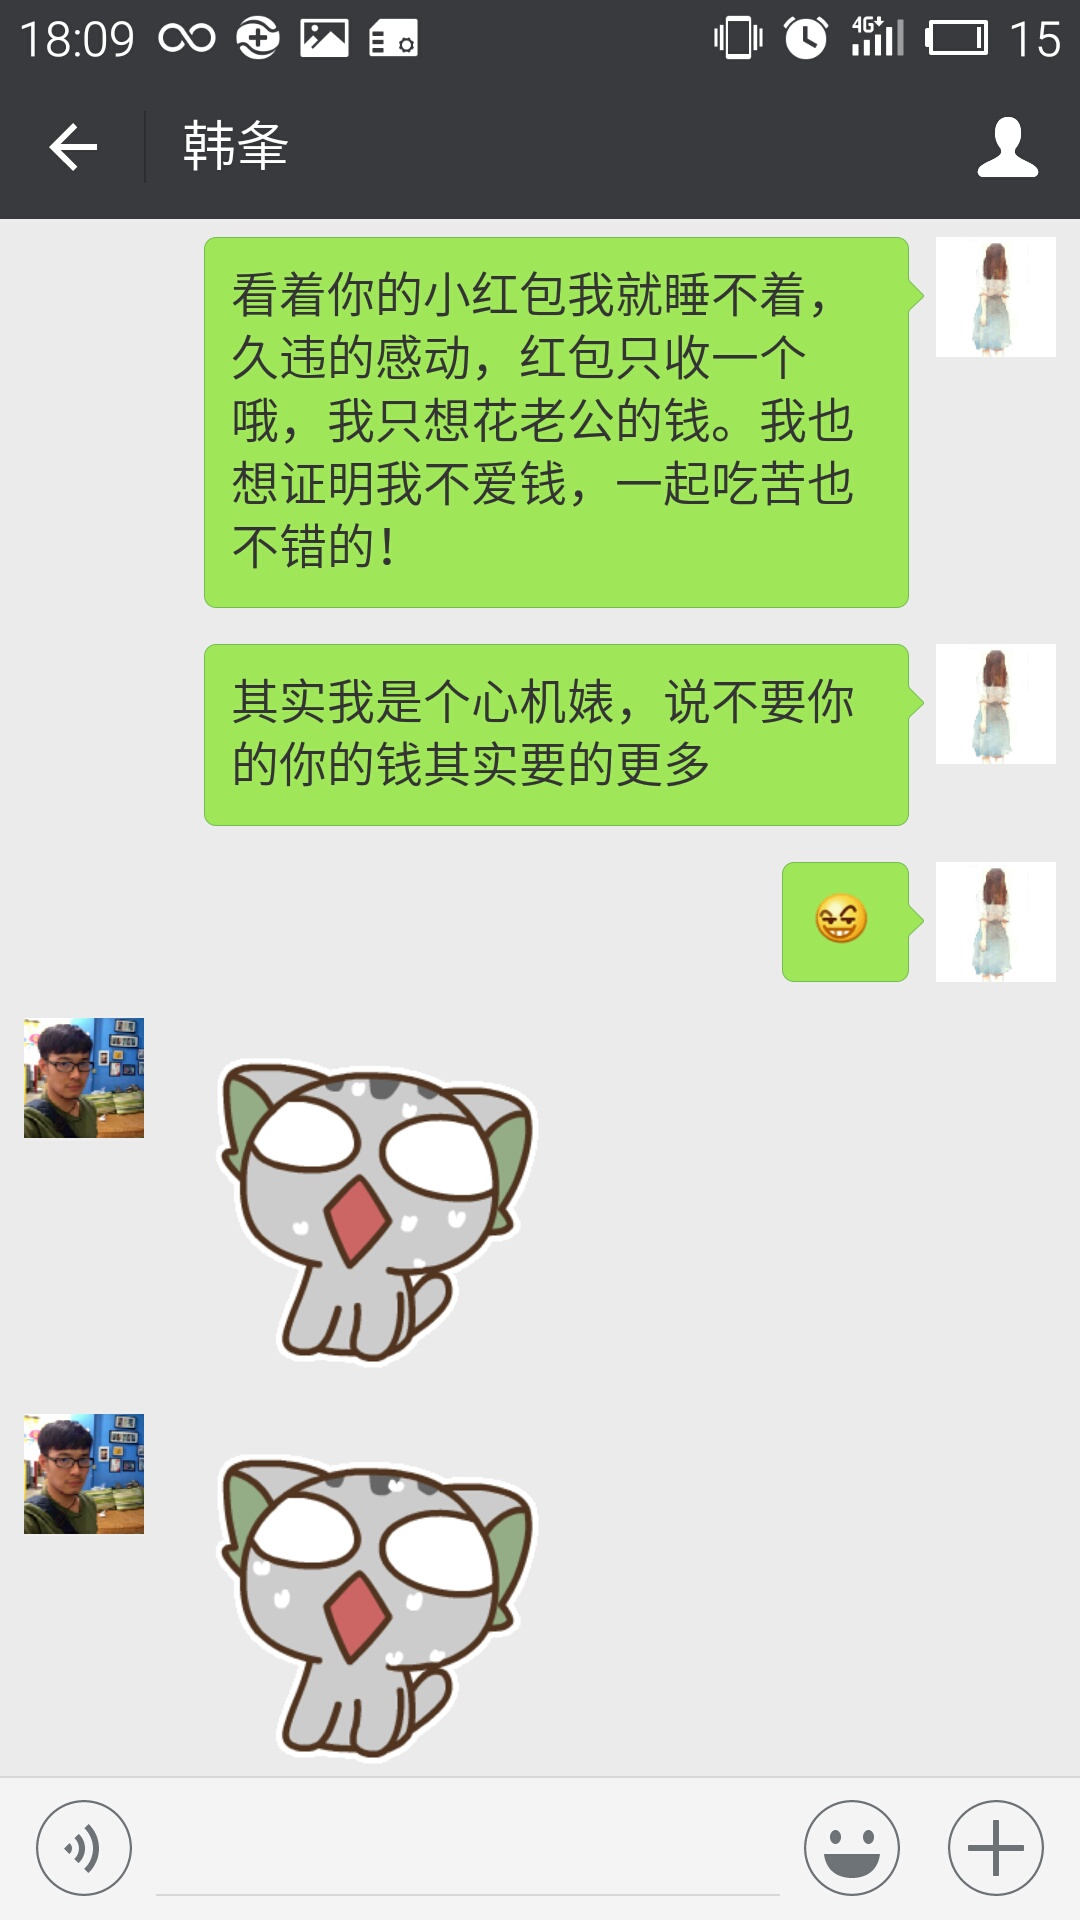 18:09
4G
15
韩夆
看着你的小红包我就睡不着，
久违的感动，红包只收一个
哦，我只想花老公的钱。我也
想证明我不爱钱，一起吃苦也
不错的！
其实我是个心机婊，说不要你
的你的钱其实要的更多